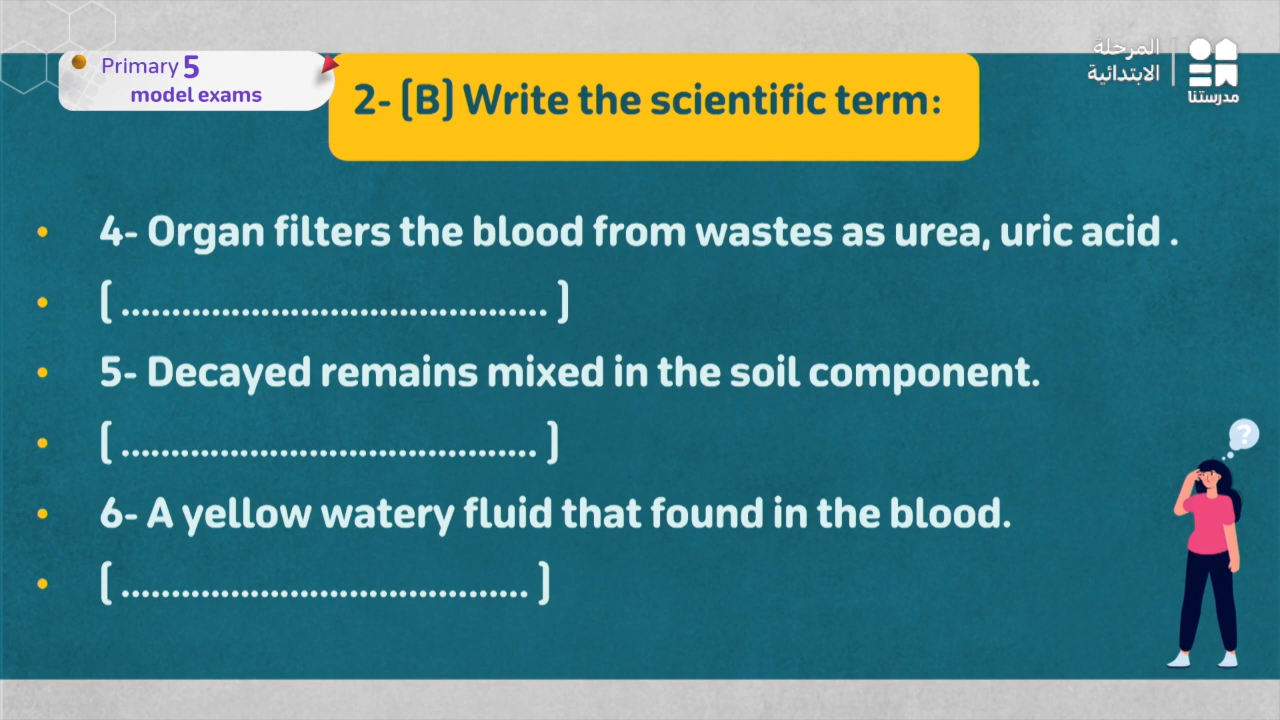 Primary 5
model exams
2- (B) Write the scientific term:
المرحلة
الابتدائية
مدرستنا
• 4- Organ filters the blood from wastes as urea, uric acid .
• ( .......................................... )
• 5- Decayed remains mixed in the soil component.
• ( ......................................... )
• 6- A yellow watery fluid that found in the blood.
• ( ........................................ )
?